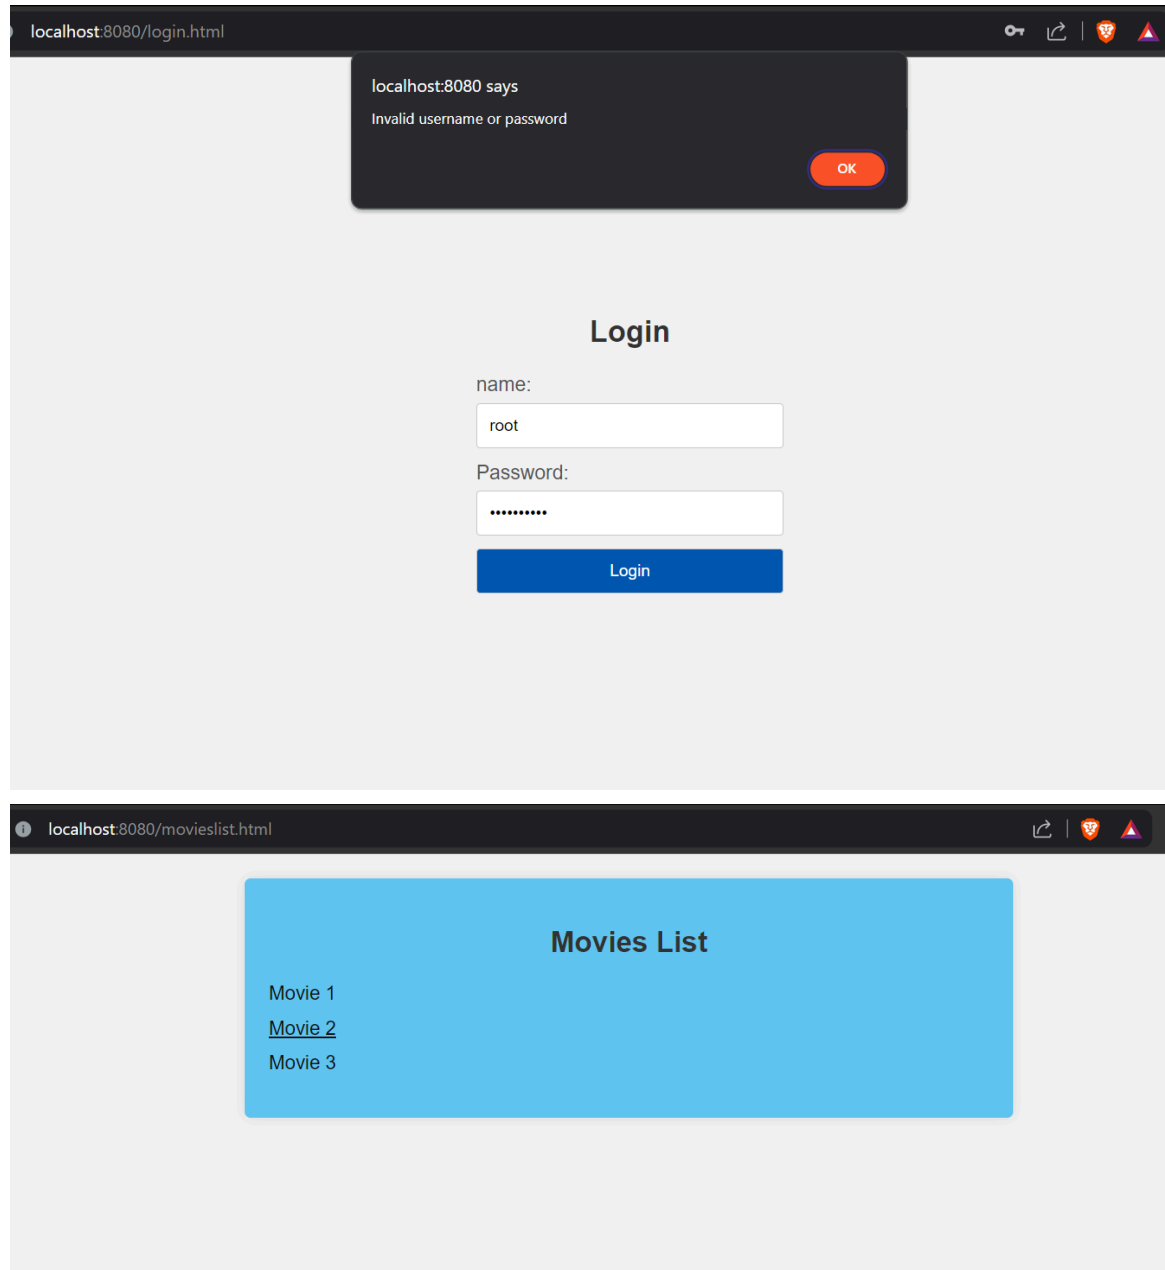 localhost:8080/login.html
localhost:8080 says
Invalid username or password
OK
Login
name:
root
Password:
••••••••••
Login
localhost:8080/movieslist.html
Movies List
Movie 1
Movie 2
Movie 3